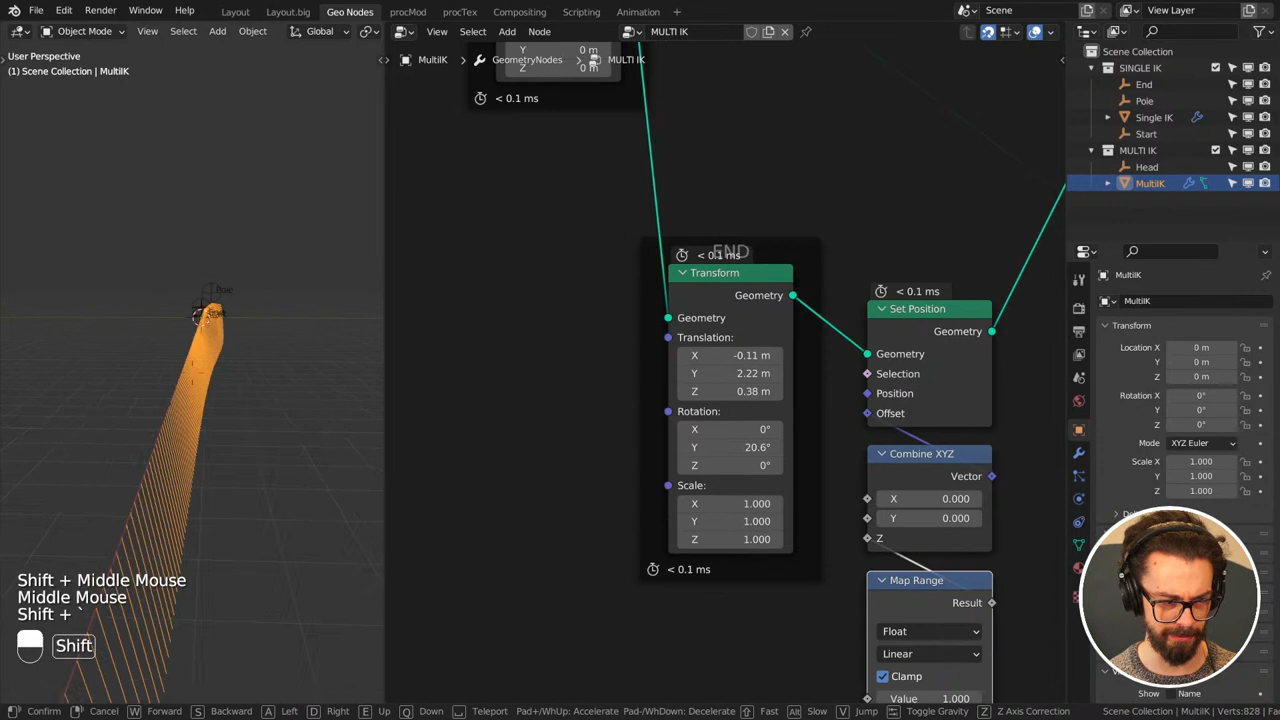 File Edit Render Window Help Layout Layout.big Geo Nodes procMod procTex Compositing Scripting Animation + Scene View Layer
Object Mode View Select Add Object Global View Select Add Node MULTI IK
User Perspective
(1) Scene Collection | MultiIK
MultiIK > GeometryNodes > MULTI IK
Y 0 m
Z 0 m
< 0.1 ms
Scene Collection
SINGLE IK
End
Pole
Single IK
Start
MULTI IK
Head
MultiIK
END
< 0.1 ms
Transform
Geometry
Geometry
Translation:
X -0.11 m
Y 2.22 m
Z 0.38 m
Rotation:
X 0°
Y 20.6°
Z 0°
Scale:
X 1.000
Y 1.000
Z 1.000
< 0.1 ms
< 0.1 ms
Set Position
Geometry
Geometry
Selection
Position
Offset
Combine XYZ
Vector
X 0.000
Y 0.000
Z
Map Range
Result
Float
Linear
Clamp
Value 1.000
MultiIK
MultiIK
Transform
Location X 0 m
Y 0 m
Z 0 m
Rotation X 0°
Y 0°
Z 0°
Mode XYZ Euler
Scale X 1.000
Y 1.000
Z 1.000
Show Name
Pole
Shift + Middle Mouse
Middle Mouse
Shift + `
Shift
Confirm Cancel W Forward S Backward A Left D Right E Up Q Down Teleport Pad+/WhUp: Accelerate Pad-/WhDown: Decelerate Fast Alt Slow V Jump Toggle Gravity Z Axis Correction Scene Collection | MultiIK | Verts:828 |